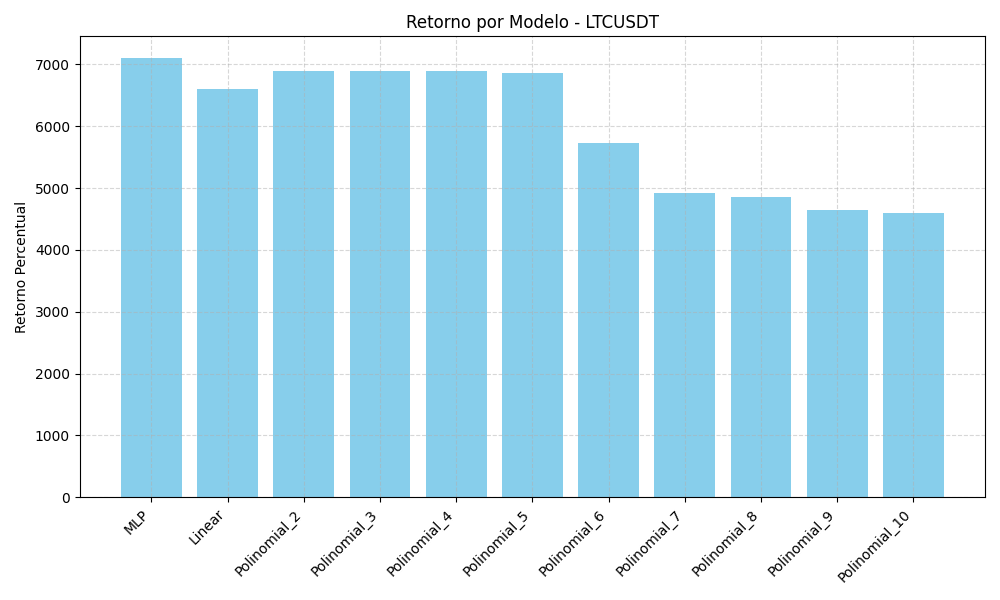 Retorno por Modelo - LTCUSDT
Retorno Percentual
7000
6000
5000
4000
3000
2000
1000
0
MLP
Linear
Polinomial_2
Polinomial_3
Polinomial_4
Polinomial_5
Polinomial_6
Polinomial_7
Polinomial_8
Polinomial_9
Polinomial_10